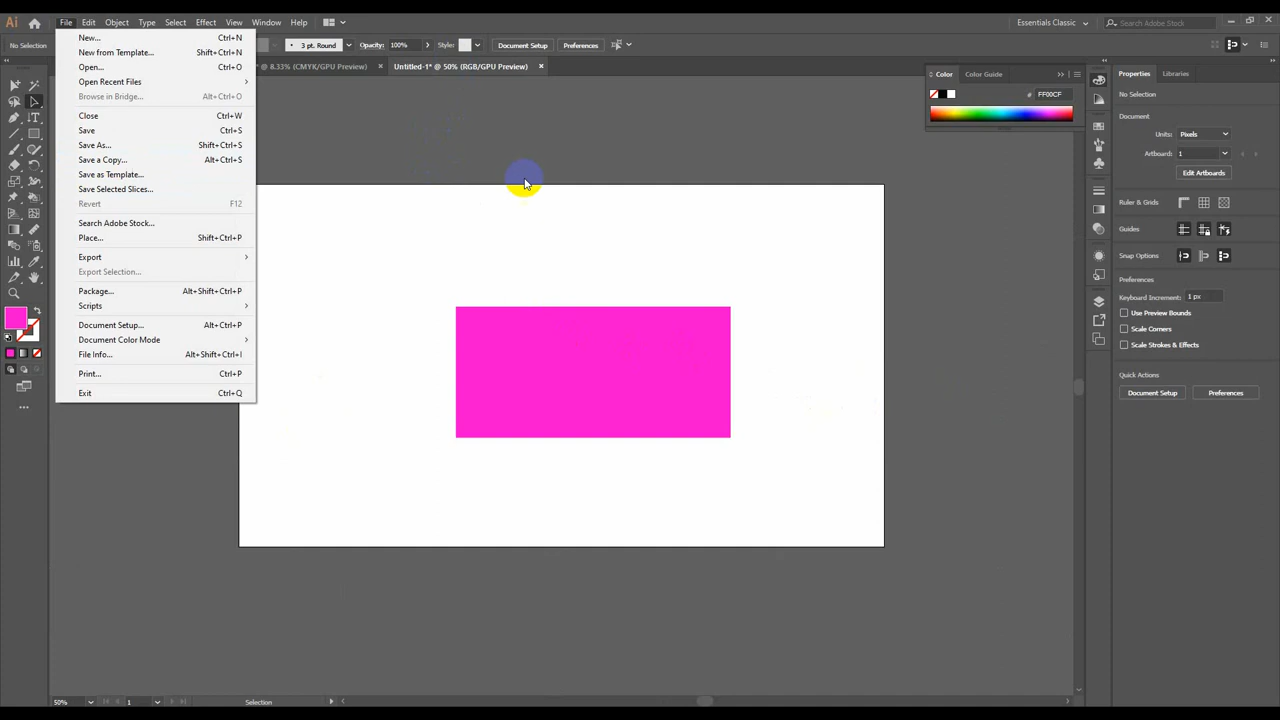 Ai File Edit Object Type Select Effect View Window Help Essentials Classic Search Adobe Stock
No Selection 3 pt. Round Opacity: 100% Style: Document Setup Preferences
* @ 8.33% (CMYK/GPU Preview) × Untitled-1* @ 50% (RGB/GPU Preview) ×
New... Ctrl+N
New from Template... Shift+Ctrl+N
Open... Ctrl+O
Open Recent Files
Browse in Bridge... Alt+Ctrl+O
Close Ctrl+W
Save Ctrl+S
Save As... Shift+Ctrl+S
Save a Copy... Alt+Ctrl+S
Save as Template...
Save Selected Slices...
Revert F12
Search Adobe Stock...
Place... Shift+Ctrl+P
Export
Export Selection...
Package... Alt+Shift+Ctrl+P
Scripts
Document Setup... Alt+Ctrl+P
Document Color Mode
File Info... Alt+Shift+Ctrl+I
Print... Ctrl+P
Exit Ctrl+Q
Color Color Guide
# FF00CF
Properties Libraries
No Selection
Document
Units: Pixels
Artboard: 1
Edit Artboards
Ruler & Grids
Guides
Snap Options
Preferences
Keyboard Increment: 1 px
Use Preview Bounds
Scale Corners
Scale Strokes & Effects
Quick Actions
Document Setup Preferences
50% 1 Selection